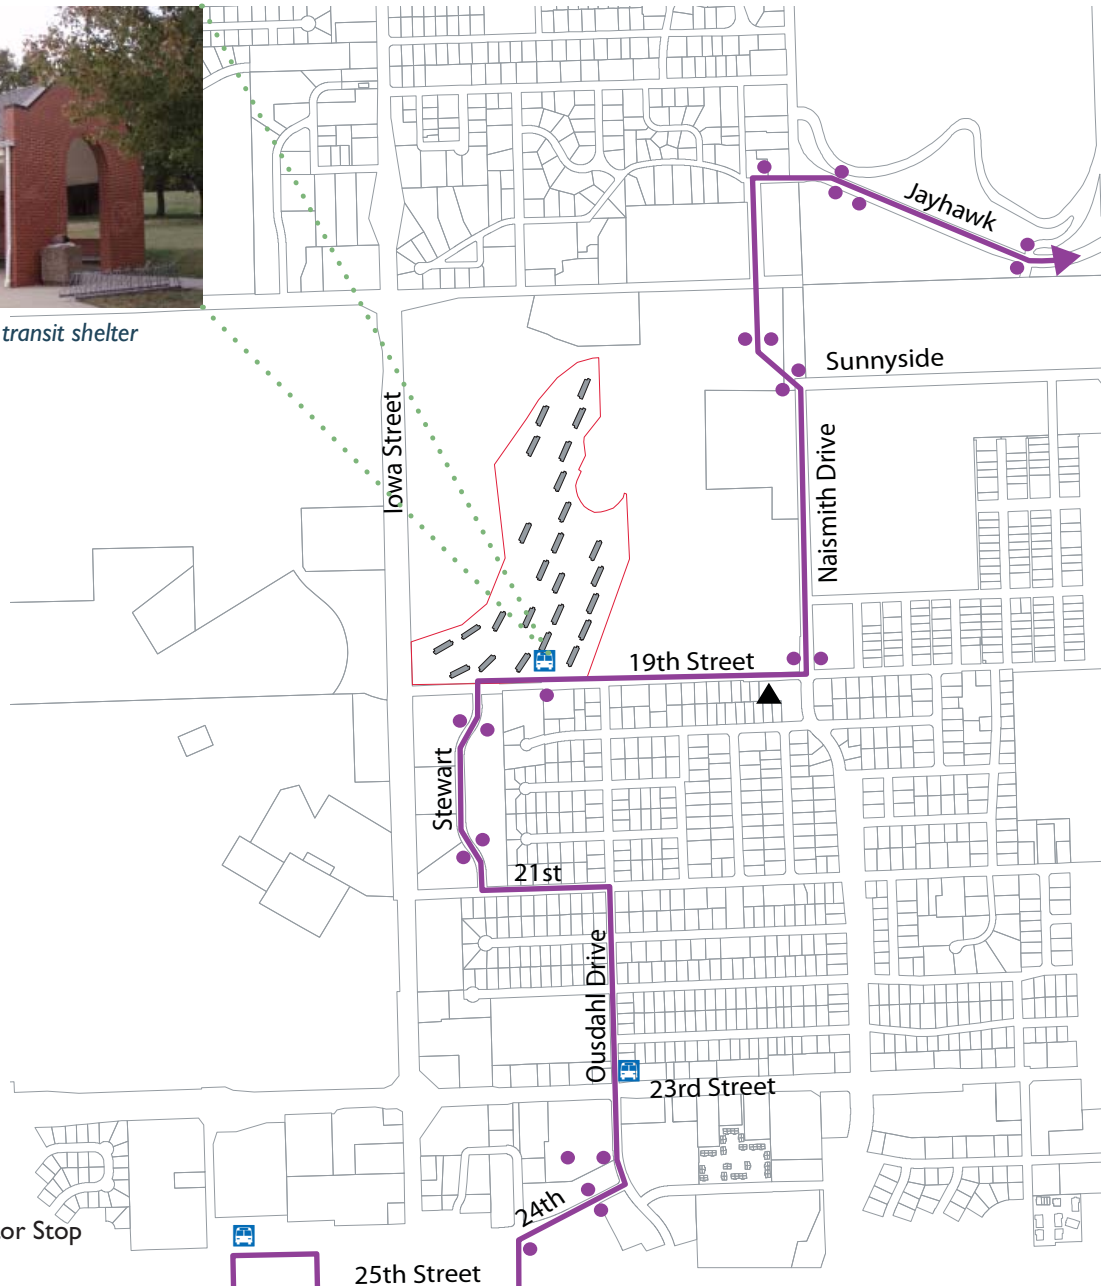 Jayhawk
transit shelter
Sunnyside
Iowa Street
Naismith Drive
19th Street
Stewart
21st
Ousdahl Drive
23rd Street
24th
or Stop
25th Street